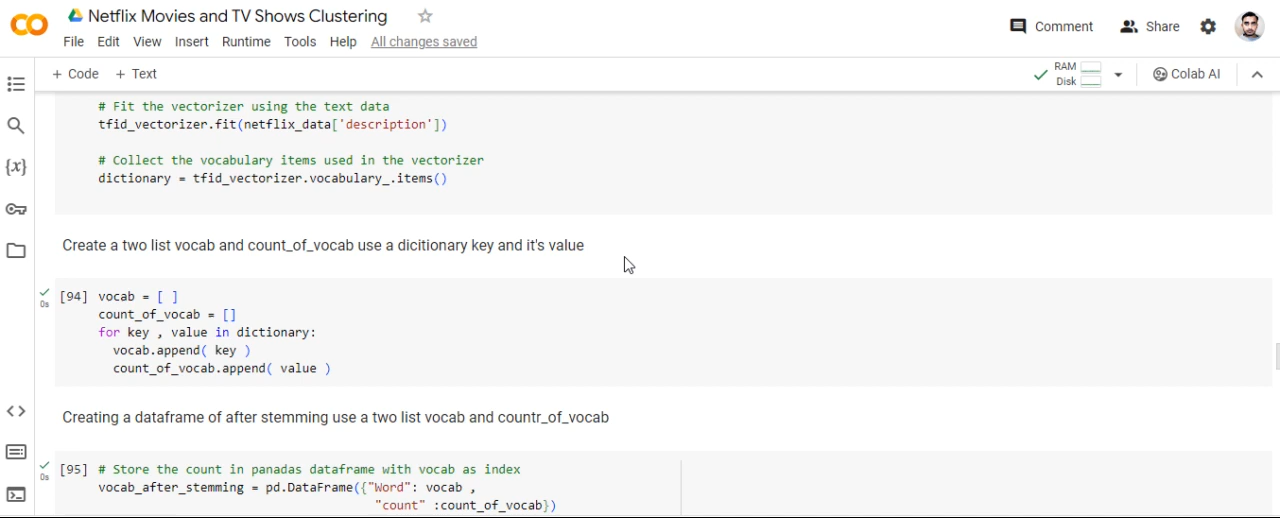 Netflix Movies and TV Shows Clustering
Comment
Share
File Edit View Insert Runtime Tools Help All changes saved
+ Code + Text
RAM
Disk
Colab AI
# Fit the vectorizer using the text data
tfid_vectorizer.fit(netflix_data['description'])
# Collect the vocabulary items used in the vectorizer
dictionary = tfid_vectorizer.vocabulary_.items()
Create a two list vocab and count_of_vocab use a dicitionary key and it's value
0s
[94] vocab = [ ]
count_of_vocab = []
for key , value in dictionary:
vocab.append( key )
count_of_vocab.append( value )
Creating a dataframe of after stemming use a two list vocab and countr_of_vocab
0s
[95] # Store the count in panadas dataframe with vocab as index
vocab_after_stemming = pd.DataFrame({"Word": vocab ,
"count" :count_of_vocab})